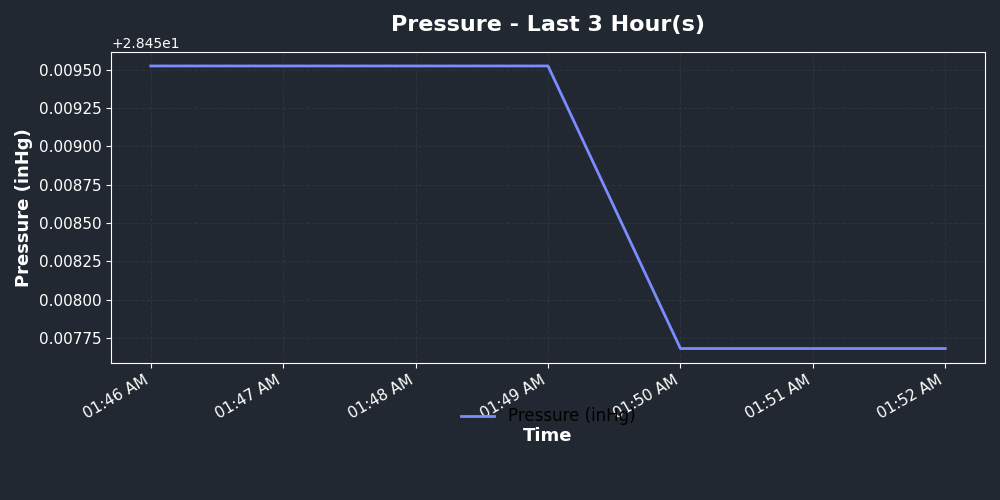 Pressure - Last 3 Hour(s)
+2.845e1
0.00950
0.00925
0.00900
0.00875
0.00850
0.00825
0.00800
0.00775
Pressure (inHg)
01:46 AM
01:47 AM
01:48 AM
01:49 AM
01:50 AM
01:51 AM
01:52 AM
Pressure (inHg)
Time